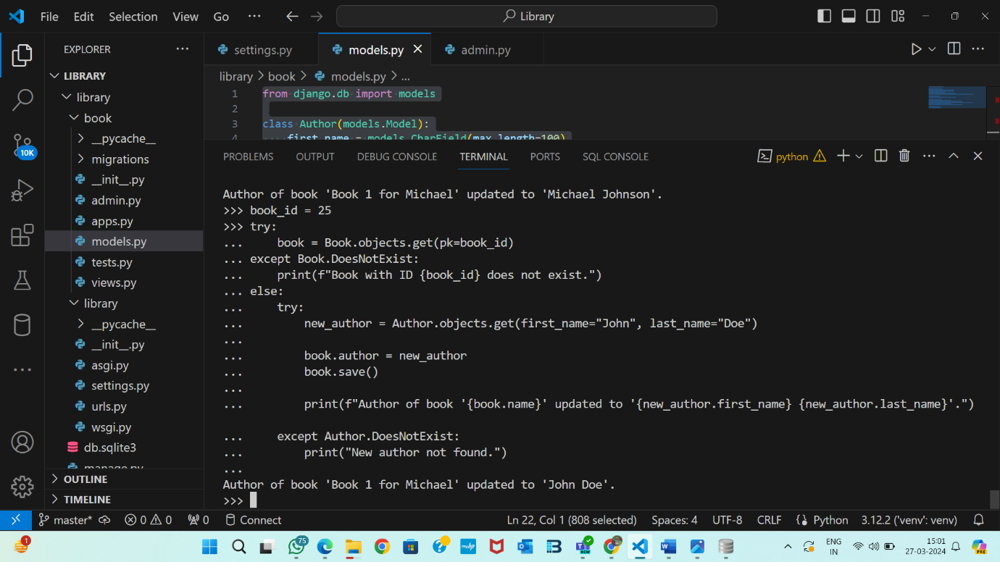 File Edit Selection View Go ... Library
EXPLORER ...
settings.py models.py admin.py
LIBRARY
library > book > models.py > ...
library
book
__pycache__
migrations
__init__.py
admin.py
apps.py
models.py
tests.py
views.py
library
__pycache__
__init__.py
asgi.py
settings.py
urls.py
wsgi.py
db.sqlite3
manage.py
OUTLINE
TIMELINE
10K
1 from django.db import models
2
3 class Author(models.Model):
4 first_name = models.CharField(max_length=100)
PROBLEMS OUTPUT DEBUG CONSOLE TERMINAL PORTS SQL CONSOLE python
Author of book 'Book 1 for Michael' updated to 'Michael Johnson'.
>>> book_id = 25
>>> try:
...     book = Book.objects.get(pk=book_id)
... except Book.DoesNotExist:
...     print(f"Book with ID {book_id} does not exist.")
... else:
...     try:
...         new_author = Author.objects.get(first_name="John", last_name="Doe")
...
...         book.author = new_author
...         book.save()
...
...         print(f"Author of book '{book.name}' updated to '{new_author.first_name} {new_author.last_name}'.")
...     except Author.DoesNotExist:
...         print("New author not found.")
...
Author of book 'Book 1 for Michael' updated to 'John Doe'.
>>>
master* 0 0 0 Connect Ln 22, Col 1 (808 selected) Spaces: 4 UTF-8 CRLF Python 3.12.2 ('venv': venv)
1 75 NEW ENG 15:01
IN 27-03-2024 PRE